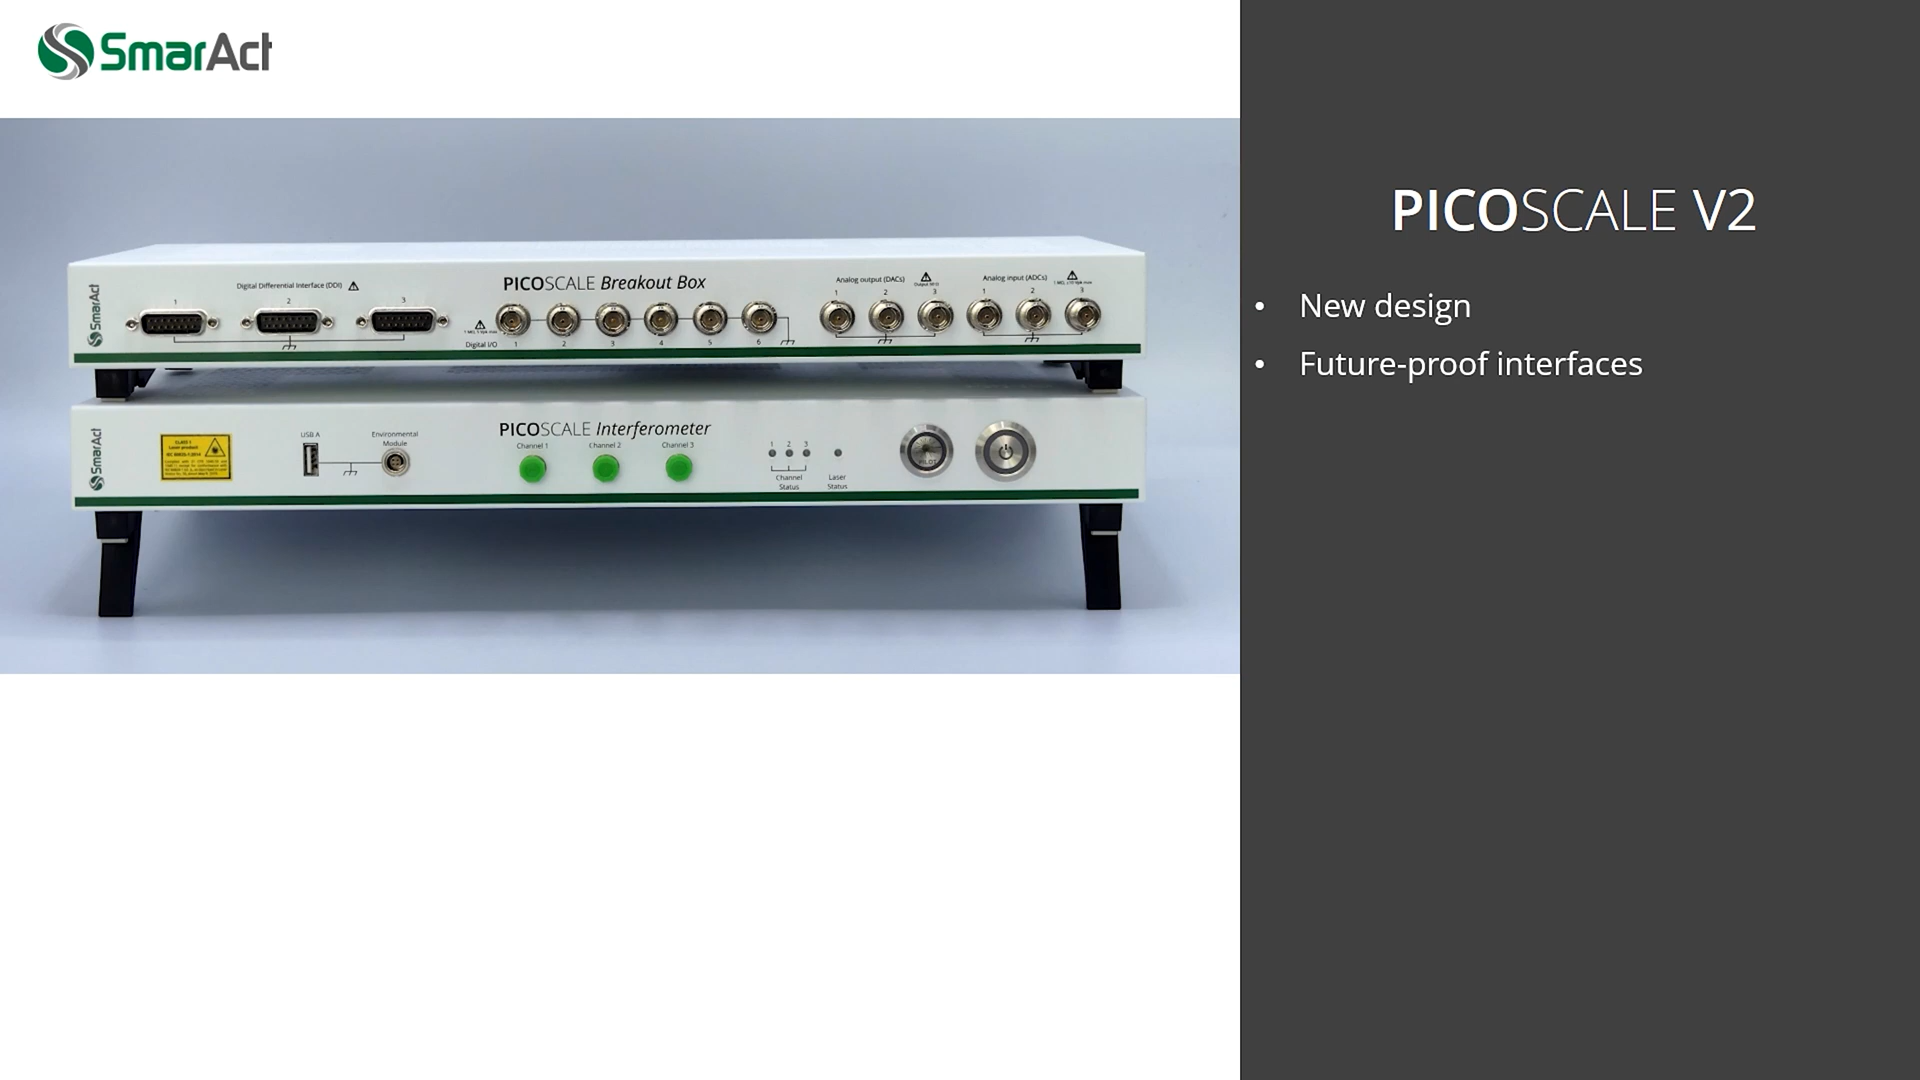 SmarAct
PICOSCALE V2
• New design
• Future-proof interfaces
SmarAct
Digital Differential Interface (DDI)
1 2 3
PICOSCALE Breakout Box
Digital I/O 1 2 3 4 5 6
Analog output (DACs)
1 2 3
Analog input (ADCs)
1 2 3
SmarAct
USB A
Environmental
Module
PICOSCALE Interferometer
Channel 1 Channel 2 Channel 3
1 2 3
Channel
Status
Laser
Status
PILOT